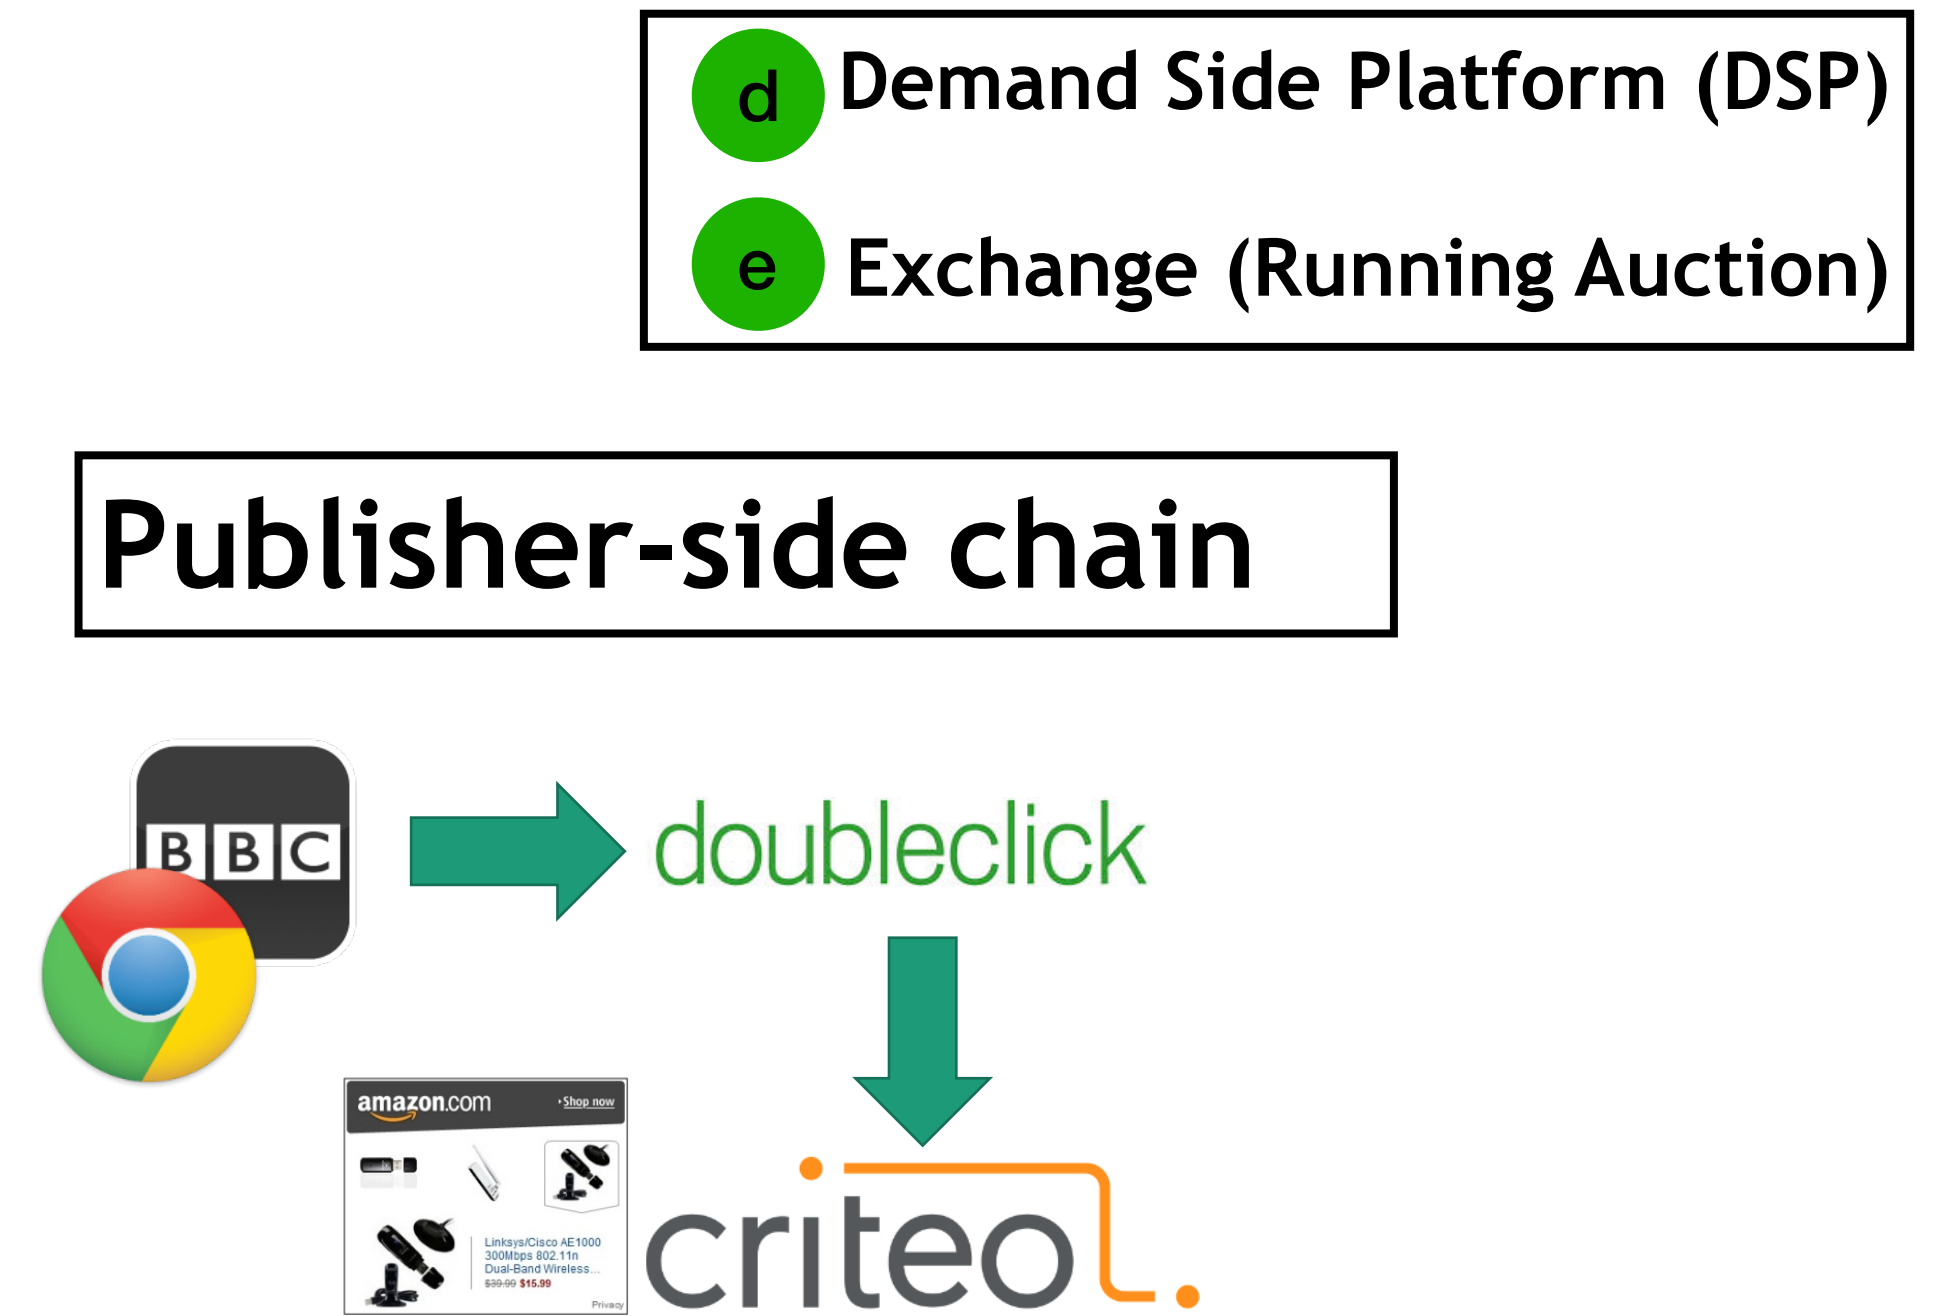 d Demand Side Platform (DSP)
e Exchange (Running Auction)
Publisher-side chain
BBC
doubleclick
amazon.com
Shop now
Linksys/Cisco AE1000
300Mbps 802.11n
Dual-Band Wireless...
$39.99 $15.99
Privacy
criteo